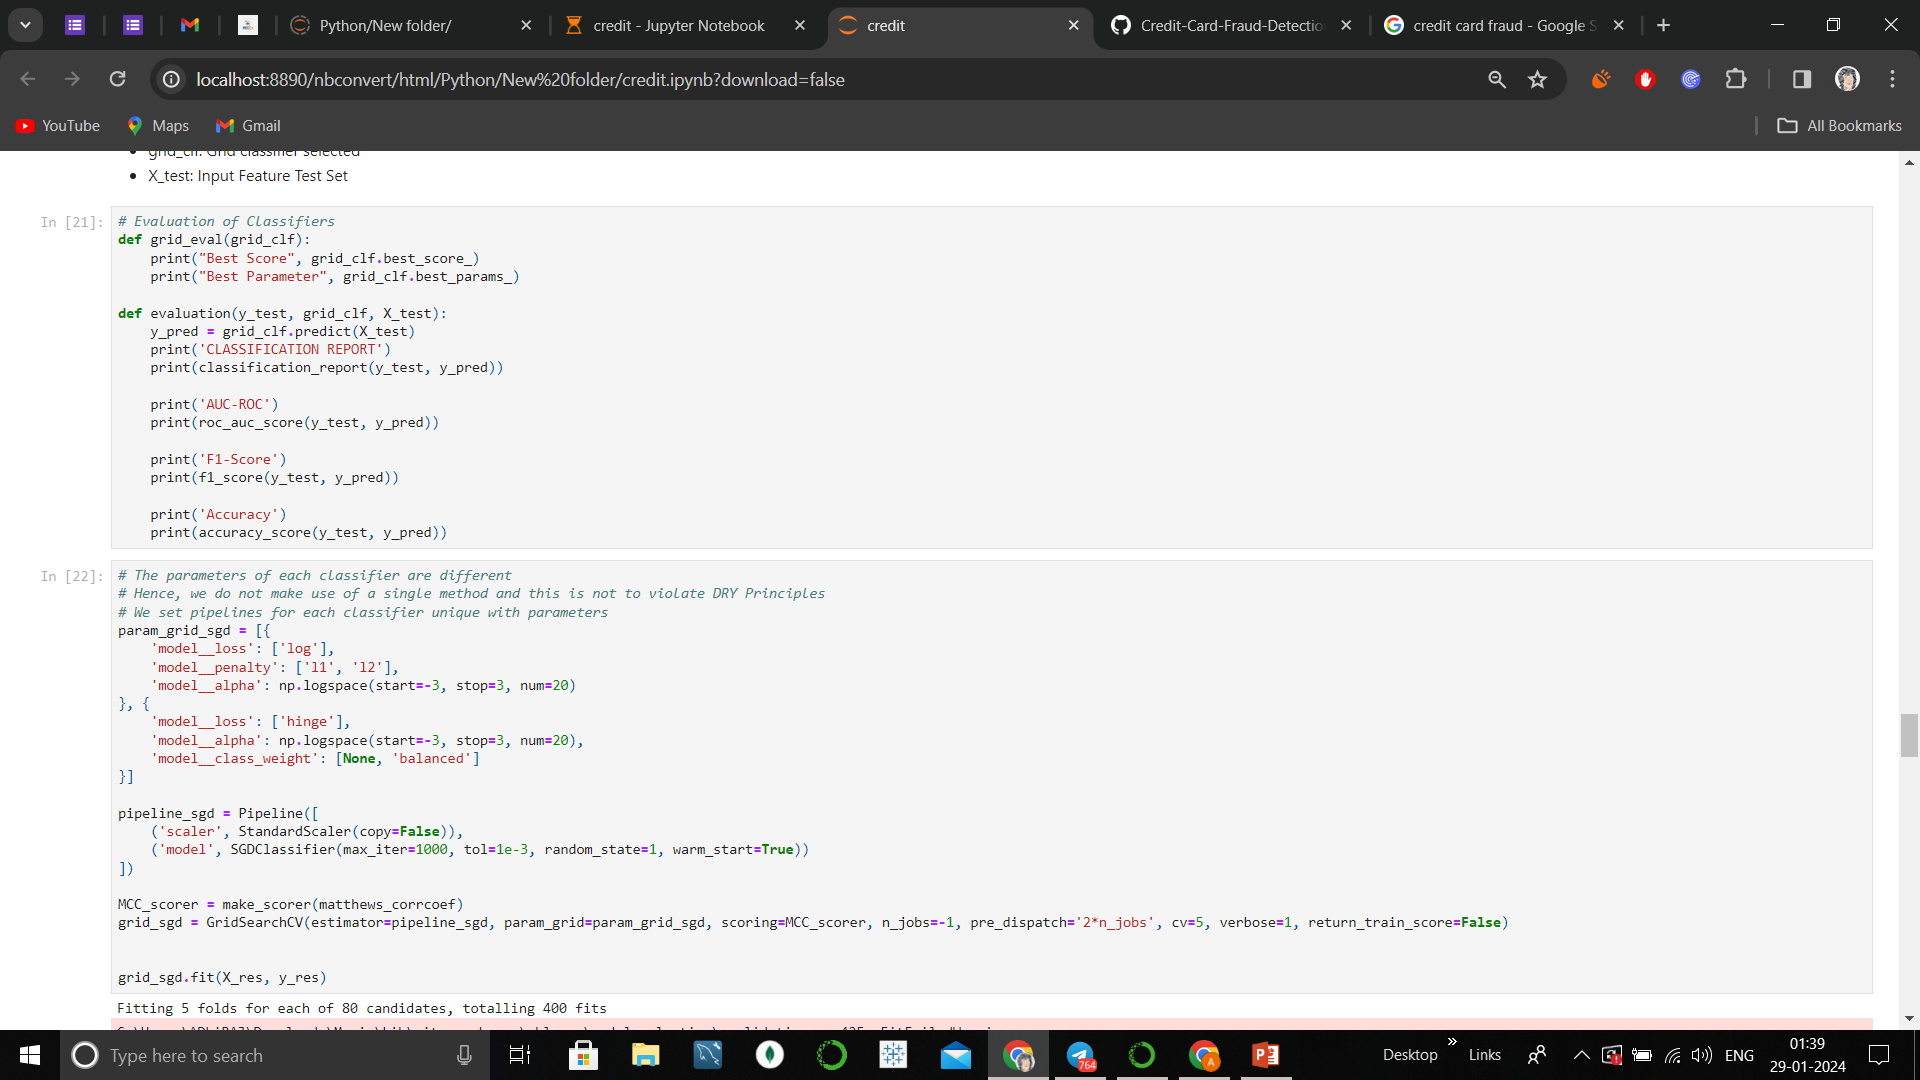 Python/New folder/
credit - Jupyter Notebook
credit
Credit-Card-Fraud-Detectio
credit card fraud - Google S
localhost:8890/nbconvert/html/Python/New%20folder/credit.ipynb?download=false
YouTube
Maps
Gmail
All Bookmarks
grid_clf: Grid classifier selected
X_test: Input Feature Test Set
In [21]:
# Evaluation of Classifiers
def grid_eval(grid_clf):
    print("Best Score", grid_clf.best_score_)
    print("Best Parameter", grid_clf.best_params_)
def evaluation(y_test, grid_clf, X_test):
    y_pred = grid_clf.predict(X_test)
    print('CLASSIFICATION REPORT')
    print(classification_report(y_test, y_pred))
    print('AUC-ROC')
    print(roc_auc_score(y_test, y_pred))
    print('F1-Score')
    print(f1_score(y_test, y_pred))
    print('Accuracy')
    print(accuracy_score(y_test, y_pred))
In [22]:
# The parameters of each classifier are different
# Hence, we do not make use of a single method and this is not to violate DRY Principles
# We set pipelines for each classifier unique with parameters
param_grid_sgd = [{
    'model__loss': ['log'],
    'model__penalty': ['l1', 'l2'],
    'model__alpha': np.logspace(start=-3, stop=3, num=20)
}, {
    'model__loss': ['hinge'],
    'model__alpha': np.logspace(start=-3, stop=3, num=20),
    'model__class_weight': [None, 'balanced']
}]
pipeline_sgd = Pipeline([
    ('scaler', StandardScaler(copy=False)),
    ('model', SGDClassifier(max_iter=1000, tol=1e-3, random_state=1, warm_start=True))
])
MCC_scorer = make_scorer(matthews_corrcoef)
grid_sgd = GridSearchCV(estimator=pipeline_sgd, param_grid=param_grid_sgd, scoring=MCC_scorer, n_jobs=-1, pre_dispatch='2*n_jobs', cv=5, verbose=1, return_train_score=False)
grid_sgd.fit(X_res, y_res)
Fitting 5 folds for each of 80 candidates, totalling 400 fits
Type here to search
764
A
Desktop
Links
ENG
01:39
29-01-2024